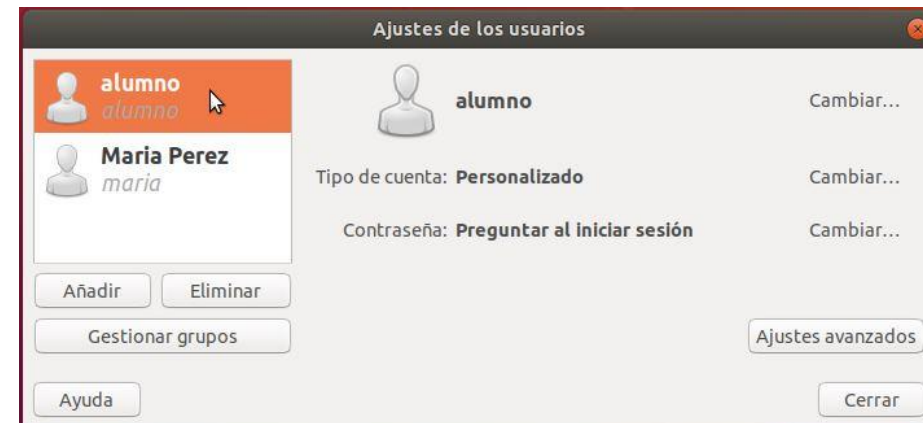 Ajustes de los usuarios
alumno
alumno
Maria Perez
maria
alumno Cambiar...
Tipo de cuenta: Personalizado Cambiar...
Contraseña: Preguntar al iniciar sesión Cambiar...
Añadir Eliminar
Gestionar grupos Ajustes avanzados
Ayuda Cerrar